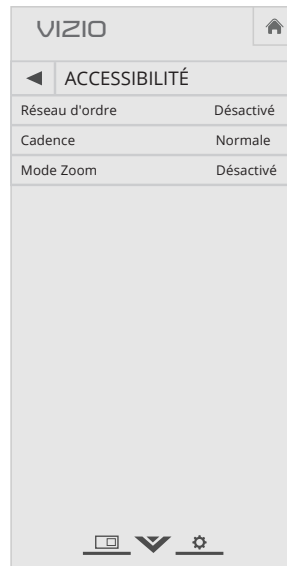 VIZIO
ACCESSIBILITÉ
Réseau d'ordre Désactivé
Cadence Normale
Mode Zoom Désactivé